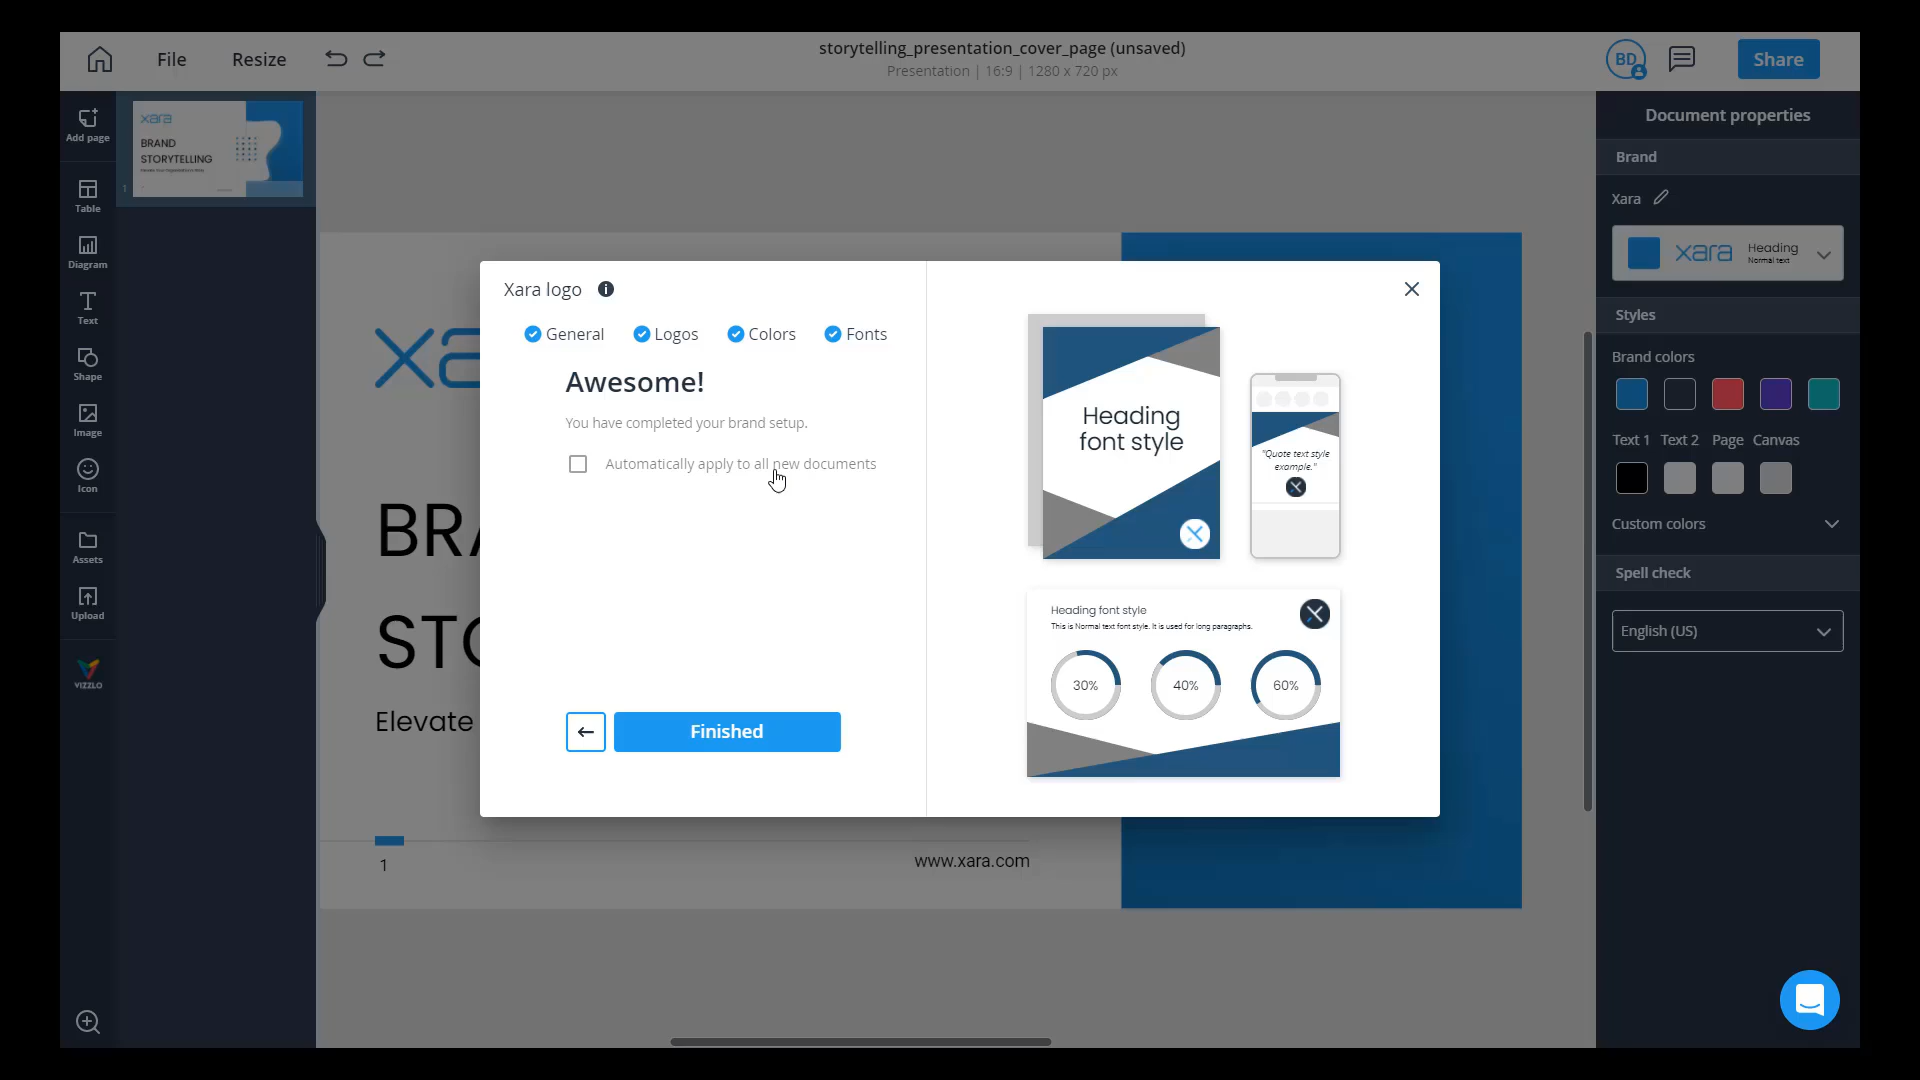 File
Resize
storytelling_presentation_cover_page (unsaved)
Presentation | 16:9 | 1280 x 720 px
BD
Share
Add page
Table
Diagram
Text
Shape
Image
Icon
Assets
Upload
VIZZLO
xara
BRAND
STORYTELLING
1
xa
BRA
STO
Elevate
1
www.xara.com
Xara logo
General
Logos
Colors
Fonts
Awesome!
You have completed your brand setup.
Automatically apply to all new documents
Finished
Heading
font style
"Quote text style
example."
Heading font style
This is Normal text font style. It is used for long paragraphs.
30%
40%
60%
Document properties
Brand
Xara
xara
Heading
Normal text
Styles
Brand colors
Text 1
Text 2
Page
Canvas
Custom colors
Spell check
English (US)